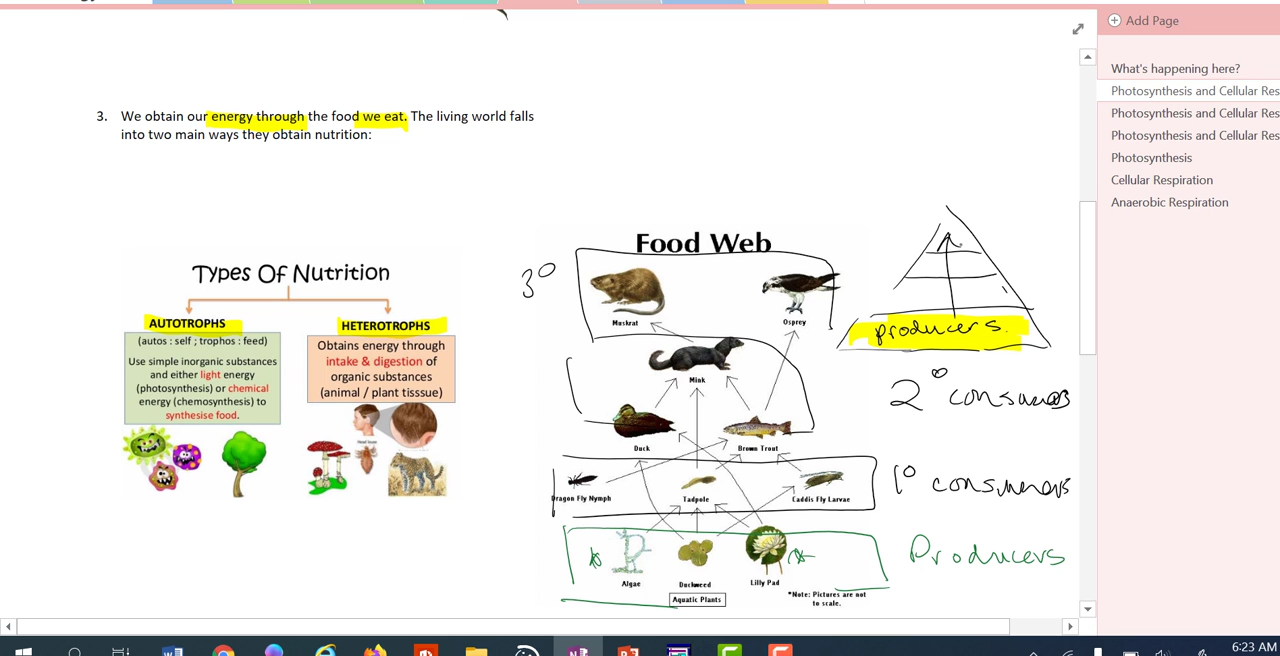 Add Page
What's happening here?
Photosynthesis and Cellular Res
Photosynthesis and Cellular Res
Photosynthesis and Cellular Res
Photosynthesis
Cellular Respiration
Anaerobic Respiration
3. We obtain our energy through the food we eat. The living world falls
into two main ways they obtain nutrition:
Types Of Nutrition
AUTOTROPHS
(autos : self ; trophos : feed)
Use simple inorganic substances
and either light energy
(photosynthesis) or chemical
energy (chemosynthesis) to
synthesise food.
HETEROTROPHS
Obtains energy through
intake & digestion of
organic substances
(animal / plant tisssue)
Food Web
3°
Muskrat
Osprey
Mink
Duck
Brown Trout
Dragon Fly Nymph
Tadpole
Caddis Fly Larvae
Algae
Duckweed
Lilly Pad
Aquatic Plants
*Note: Pictures are not
to scale.
producers.
2° consumers
1° consumers
Producers
6:23 AM